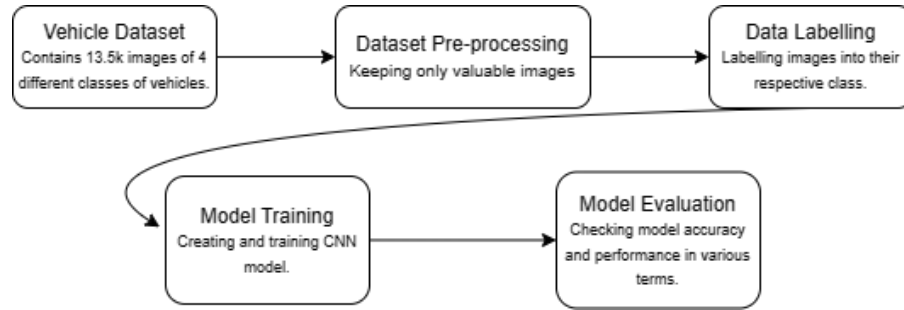 Vehicle Dataset
Contains 13.5k images of 4
different classes of vehicles.
Dataset Pre-processing
Keeping only valuable images
Data Labelling
Labelling images into their
respective class.
Model Training
Creating and training CNN
model.
Model Evaluation
Checking model accuracy
and performance in various
terms.